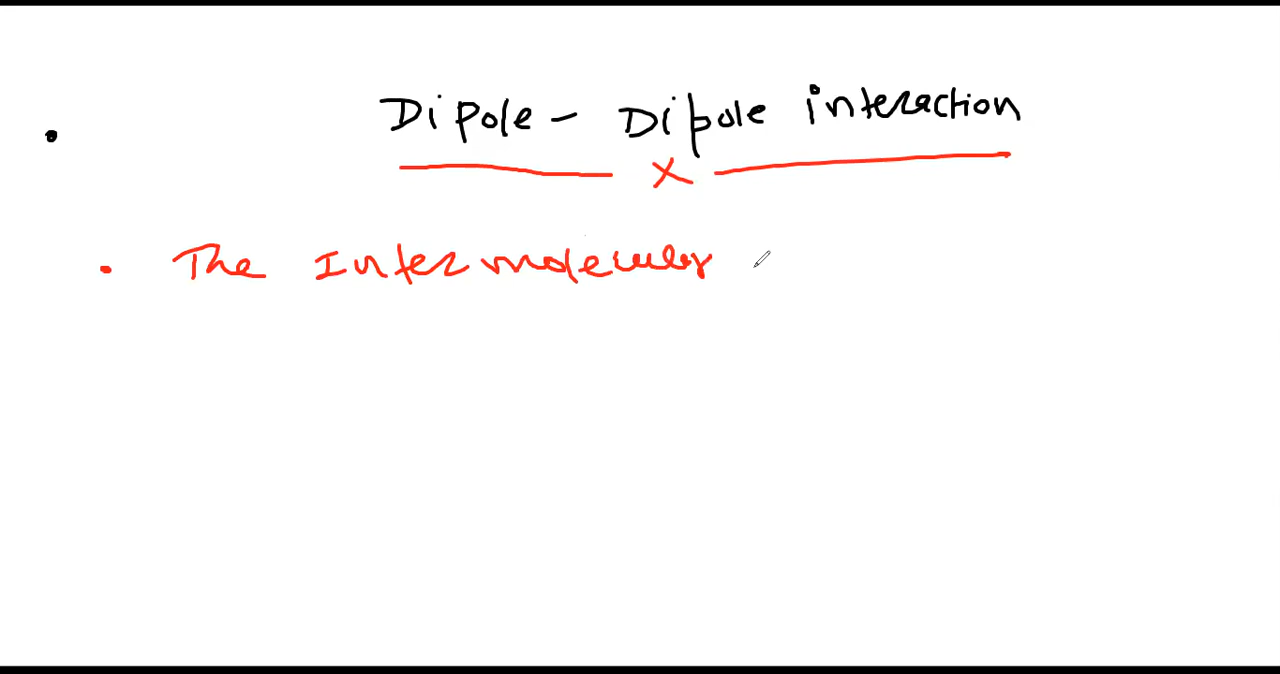 Dipole - Dipole interaction
The Intermolecular